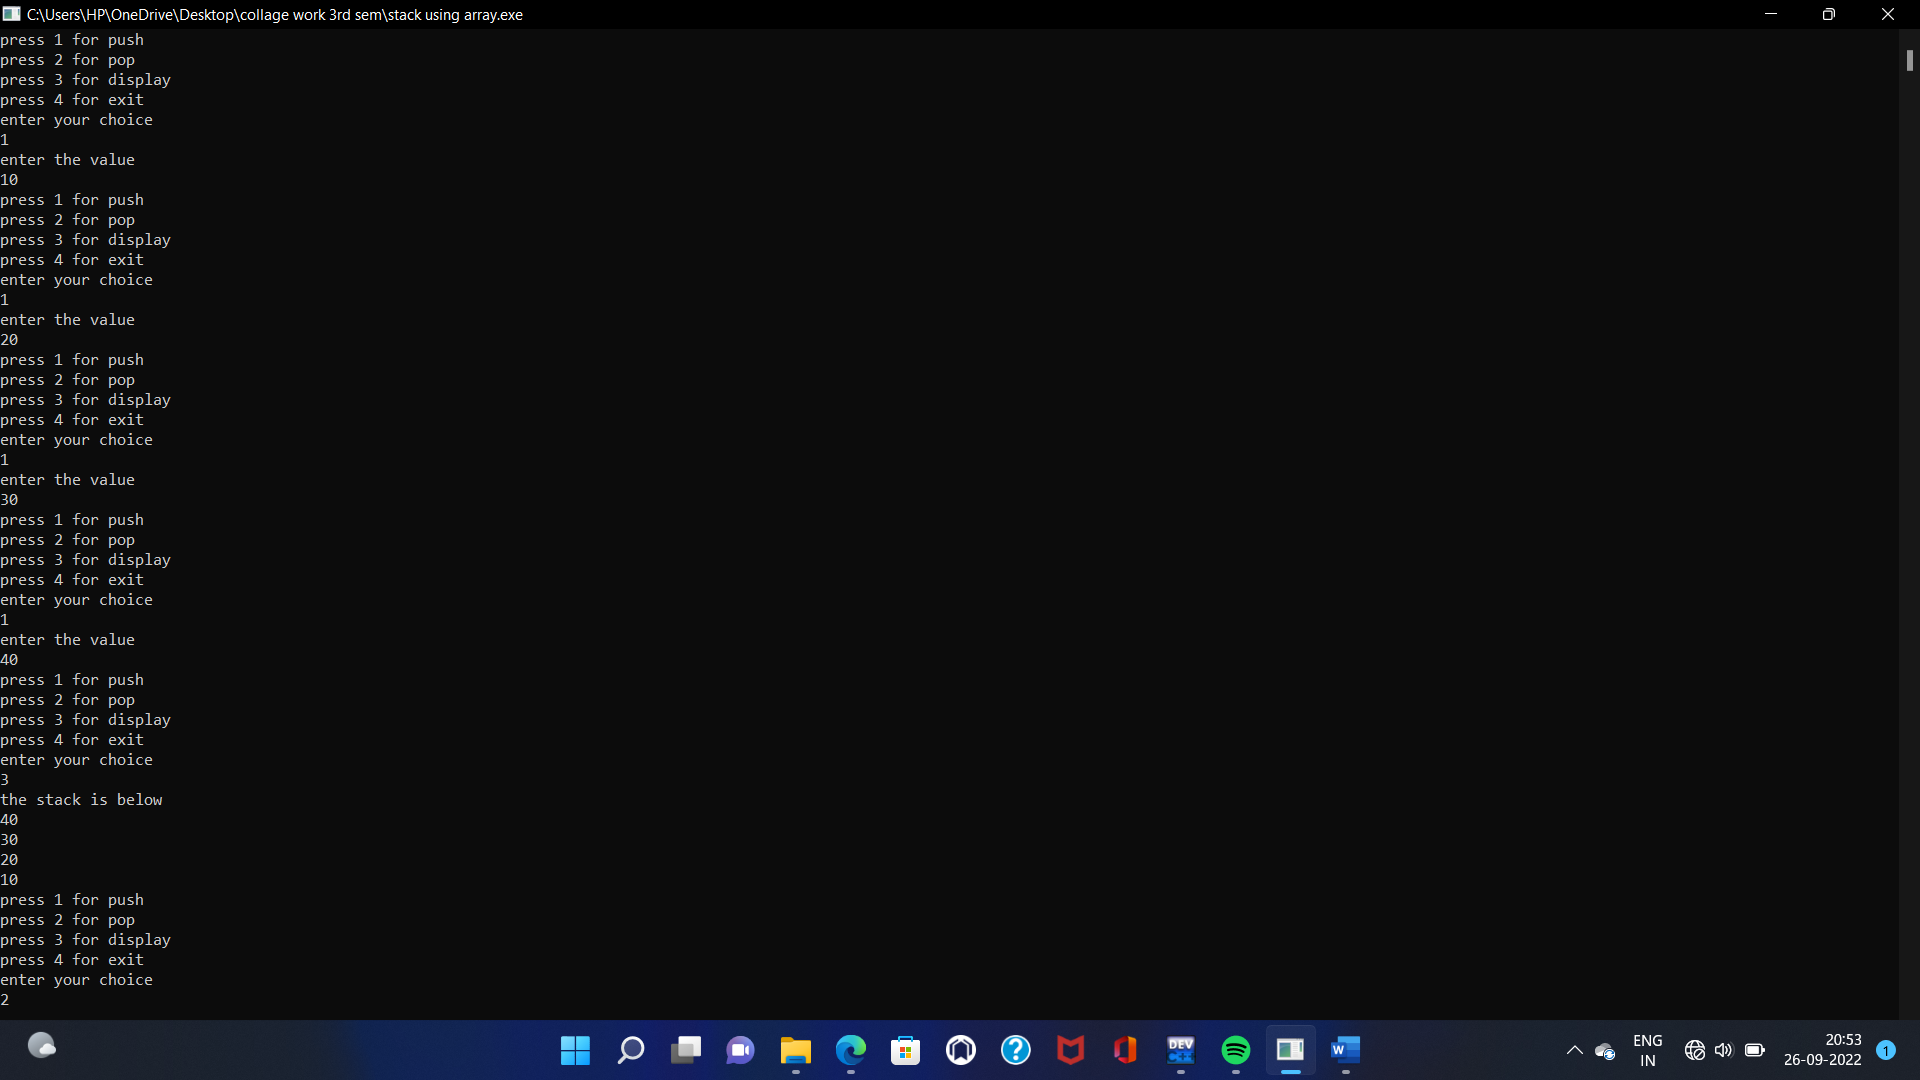 C:\Users\HP\OneDrive\Desktop\collage work 3rd sem\stack using array.exe
press 1 for push
press 2 for pop
press 3 for display
press 4 for exit
enter your choice
1
enter the value
10
press 1 for push
press 2 for pop
press 3 for display
press 4 for exit
enter your choice
1
enter the value
20
press 1 for push
press 2 for pop
press 3 for display
press 4 for exit
enter your choice
1
enter the value
30
press 1 for push
press 2 for pop
press 3 for display
press 4 for exit
enter your choice
1
enter the value
40
press 1 for push
press 2 for pop
press 3 for display
press 4 for exit
enter your choice
3
the stack is below
40
30
20
10
press 1 for push
press 2 for pop
press 3 for display
press 4 for exit
enter your choice
2
DEV
C++
W
ENG
IN
20:53
26-09-2022
1